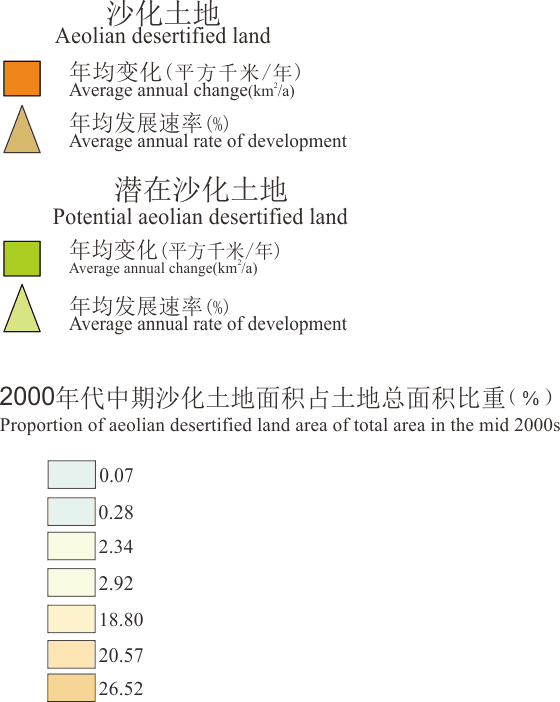 沙化土地
Aeolian desertified land
年均变化(平方千米/年)
Average annual change(km²/a)
年均发展速率(%)
Average annual rate of development
潜在沙化土地
Potential aeolian desertified land
年均变化(平方千米/年)
Average annual change(km²/a)
年均发展速率(%)
Average annual rate of development
2000年代中期沙化土地面积占土地总面积比重(%)
Proportion of aeolian desertified land area of total area in the mid 2000s
0.07
0.28
2.34
2.92
18.80
20.57
26.52